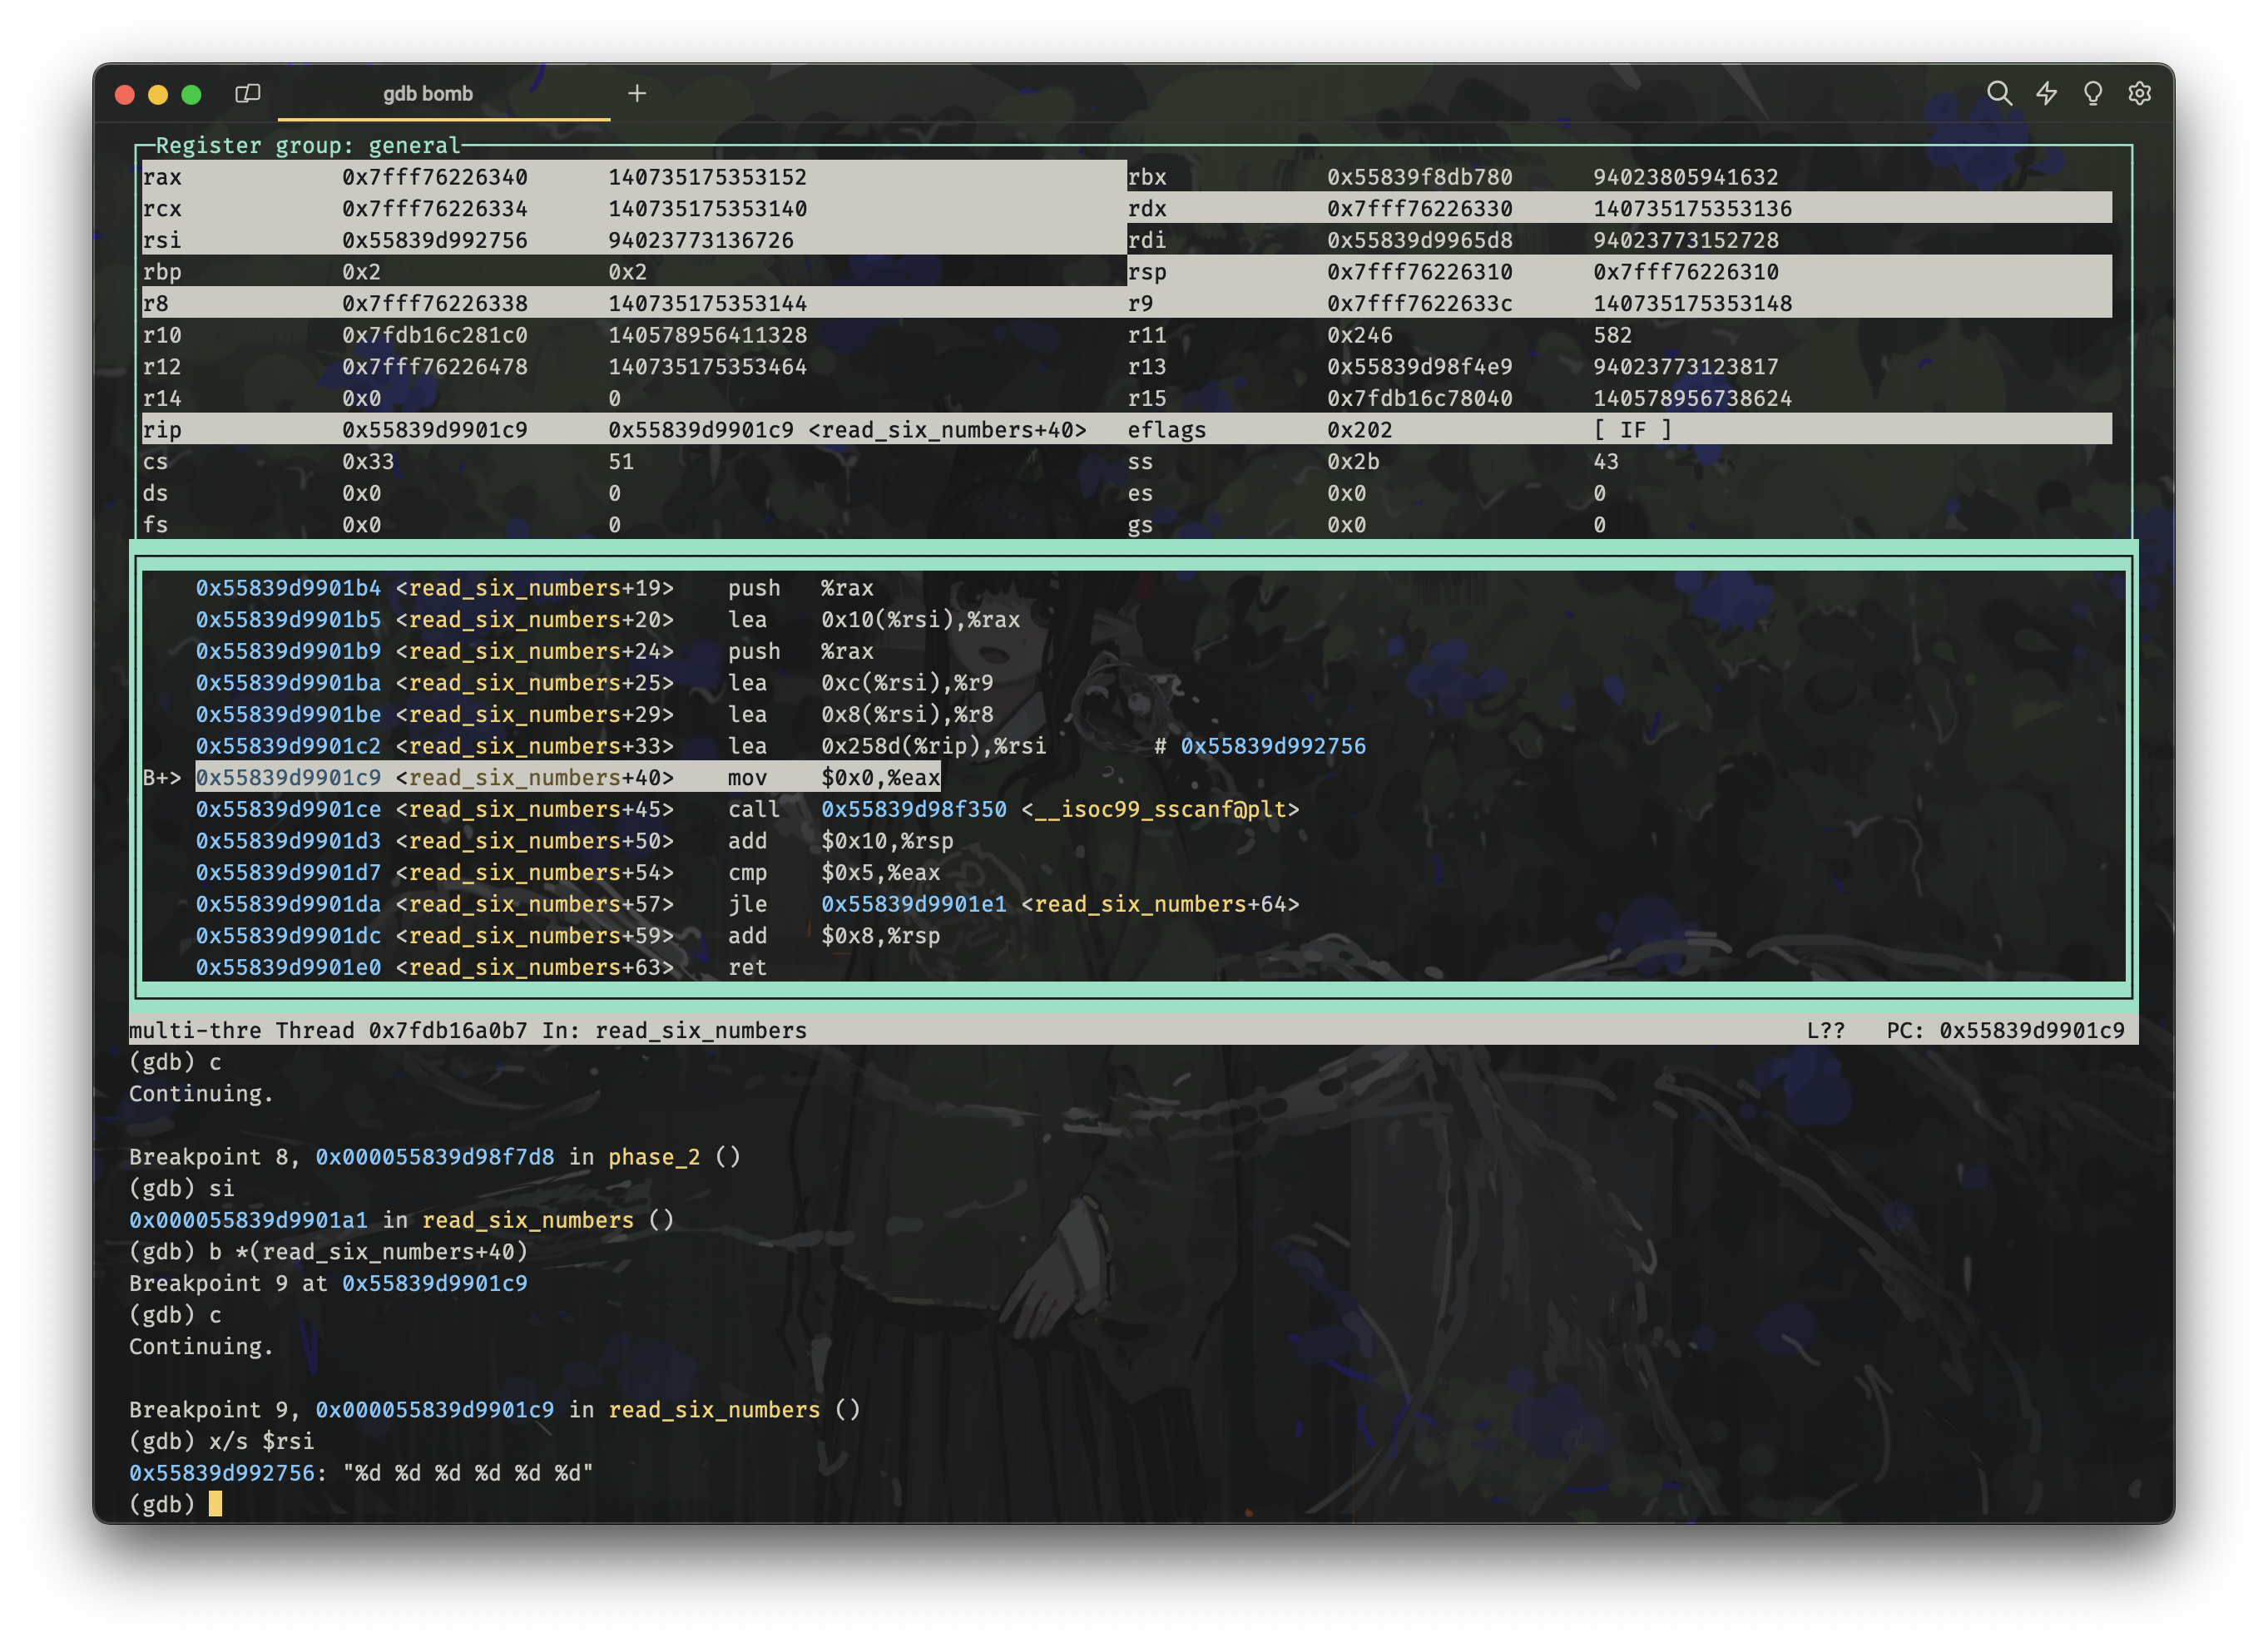 gdb bomb
Register group: general
rax 0x7fff76226340 140735175353152 rbx 0x55839f8db780 94023805941632
rcx 0x7fff76226334 140735175353140 rdx 0x7fff76226330 140735175353136
rsi 0x55839d992756 94023773136726 rdi 0x55839d9965d8 94023773152728
rbp 0x2 0x2 rsp 0x7fff76226310 0x7fff76226310
r8 0x7fff76226338 140735175353144 r9 0x7fff7622633c 140735175353148
r10 0x7fdb16c281c0 140578956411328 r11 0x246 582
r12 0x7fff76226478 140735175353464 r13 0x55839d98f4e9 94023773123817
r14 0x0 0 r15 0x7fdb16c78040 140578956738624
rip 0x55839d9901c9 0x55839d9901c9 <read_six_numbers+40> eflags 0x202 [ IF ]
cs 0x33 51 ss 0x2b 43
ds 0x0 0 es 0x0 0
fs 0x0 0 gs 0x0 0
0x55839d9901b4 <read_six_numbers+19> push %rax
0x55839d9901b5 <read_six_numbers+20> lea 0x10(%rsi),%rax
0x55839d9901b9 <read_six_numbers+24> push %rax
0x55839d9901ba <read_six_numbers+25> lea 0xc(%rsi),%r9
0x55839d9901be <read_six_numbers+29> lea 0x8(%rsi),%r8
0x55839d9901c2 <read_six_numbers+33> lea 0x258d(%rip),%rsi # 0x55839d992756
B+> 0x55839d9901c9 <read_six_numbers+40> mov $0x0,%eax
0x55839d9901ce <read_six_numbers+45> call 0x55839d98f350 <__isoc99_sscanf@plt>
0x55839d9901d3 <read_six_numbers+50> add $0x10,%rsp
0x55839d9901d7 <read_six_numbers+54> cmp $0x5,%eax
0x55839d9901da <read_six_numbers+57> jle 0x55839d9901e1 <read_six_numbers+64>
0x55839d9901dc <read_six_numbers+59> add $0x8,%rsp
0x55839d9901e0 <read_six_numbers+63> ret
multi-thre Thread 0x7fdb16a0b7 In: read_six_numbers L?? PC: 0x55839d9901c9
(gdb) c
Continuing.
Breakpoint 8, 0x000055839d98f7d8 in phase_2 ()
(gdb) si
0x000055839d9901a1 in read_six_numbers ()
(gdb) b *(read_six_numbers+40)
Breakpoint 9 at 0x55839d9901c9
(gdb) c
Continuing.
Breakpoint 9, 0x000055839d9901c9 in read_six_numbers ()
(gdb) x/s $rsi
0x55839d992756: "%d %d %d %d %d %d"
(gdb)